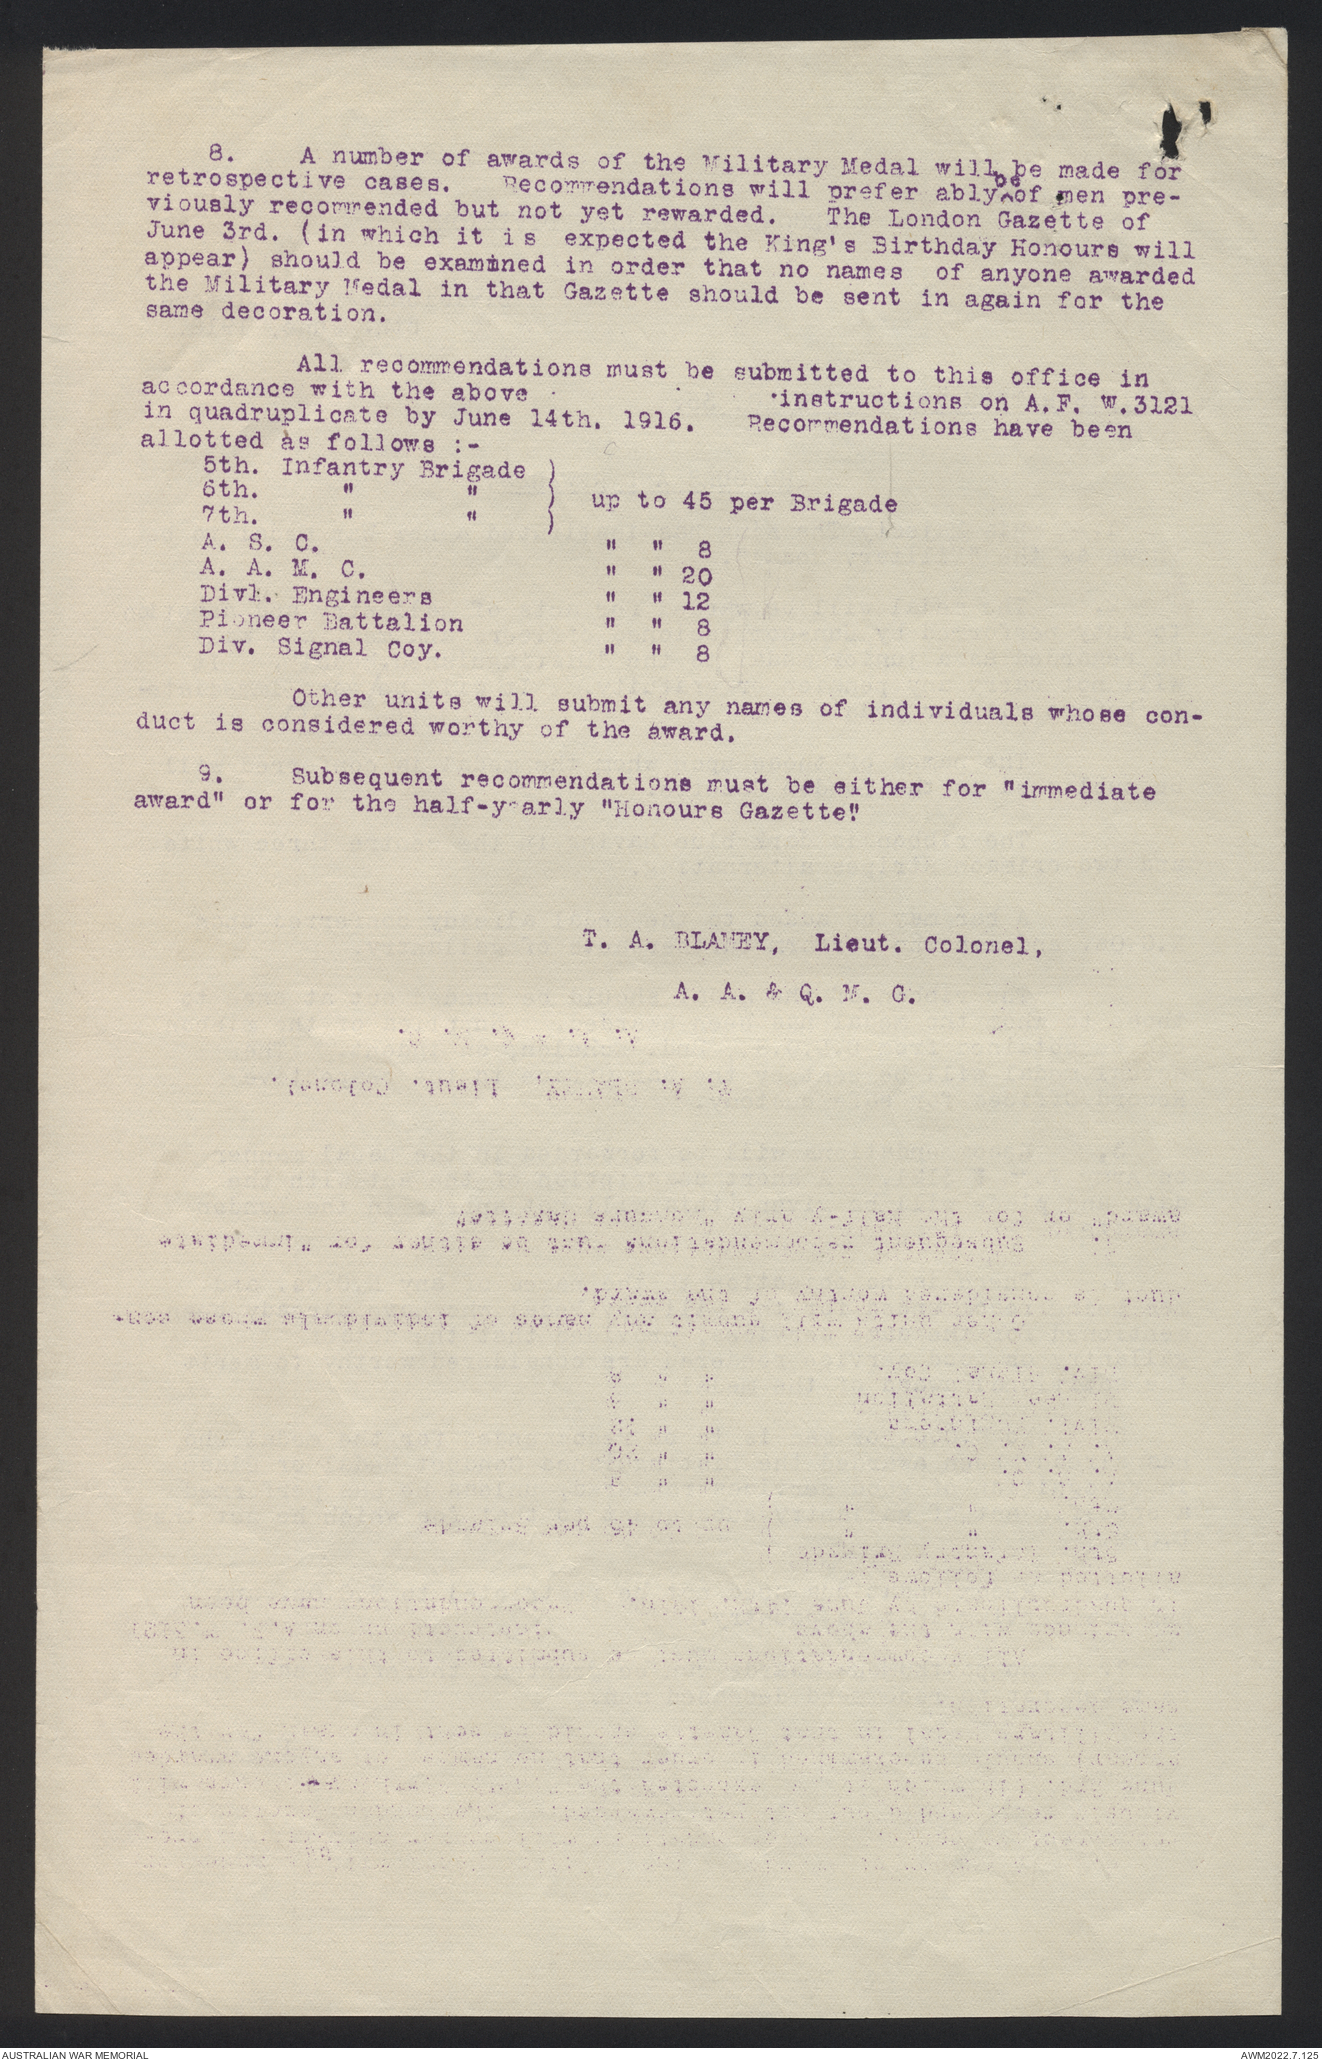 8. A number of awards of the Military Medal will be made for
retrospective cases. Recommendations will prefer ably be of men pre-
viously recommended but not yet rewarded. The London Gazette of
June 3rd. (in which it is expected the King's Birthday Honours will
appear) should be examined in order that no names of anyone awarded
the Military Medal in that Gazette should be sent in again for the
same decoration.
All recommendations must be submitted to this office in
accordance with the above instructions on A.F. W.3121
in quadruplicate by June 14th. 1916. Recommendations have been
allotted as follows :-
5th. Infantry Brigade )
6th. " " ) up to 45 per Brigade
7th. " " )
A. S. C. " " 8
A. A. M. C. " " 20
Divl. Engineers " " 12
Pioneer Battalion " " 8
Div. Signal Coy. " " 8
Other units will submit any names of individuals whose con-
duct is considered worthy of the award.
9. Subsequent recommendations must be either for "immediate
award" or for the half-yearly "Honours Gazette".
T. A. BLAMEY, Lieut. Colonel,
A. A. & Q. M. G.
AUSTRALIAN WAR MEMORIAL
AWM2022.7.125